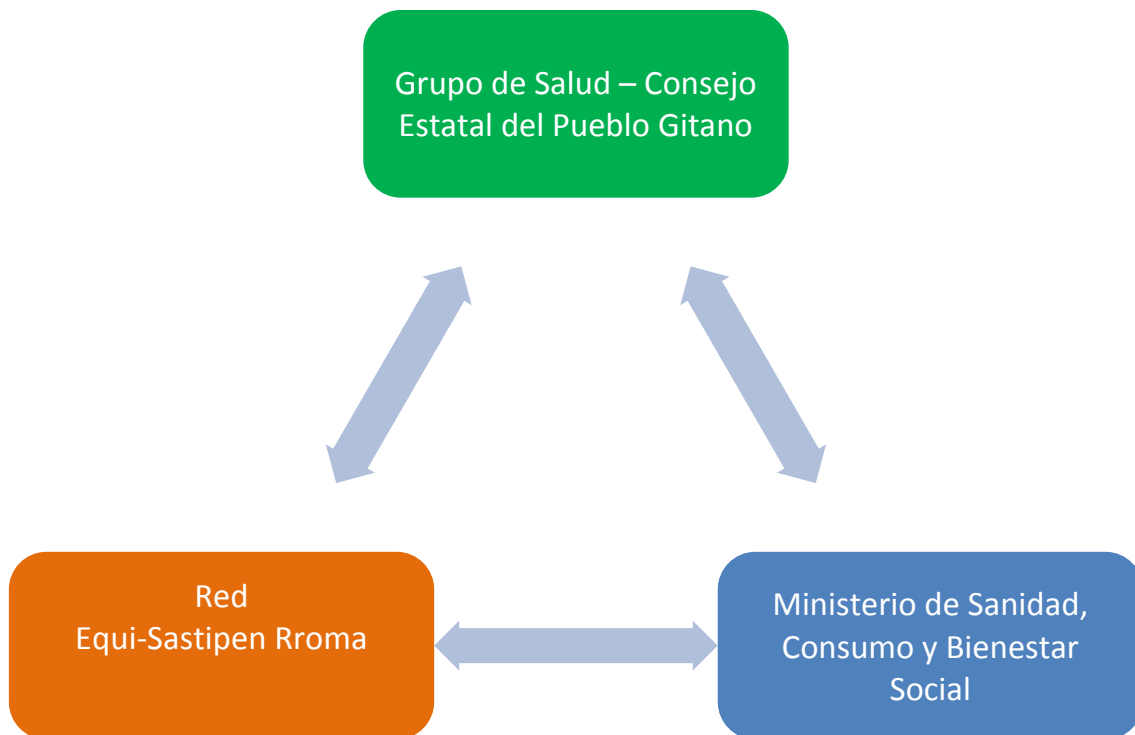 Grupo de Salud – Consejo
Estatal del Pueblo Gitano
Red
Equi-Sastipen Rroma
Ministerio de Sanidad,
Consumo y Bienestar
Social